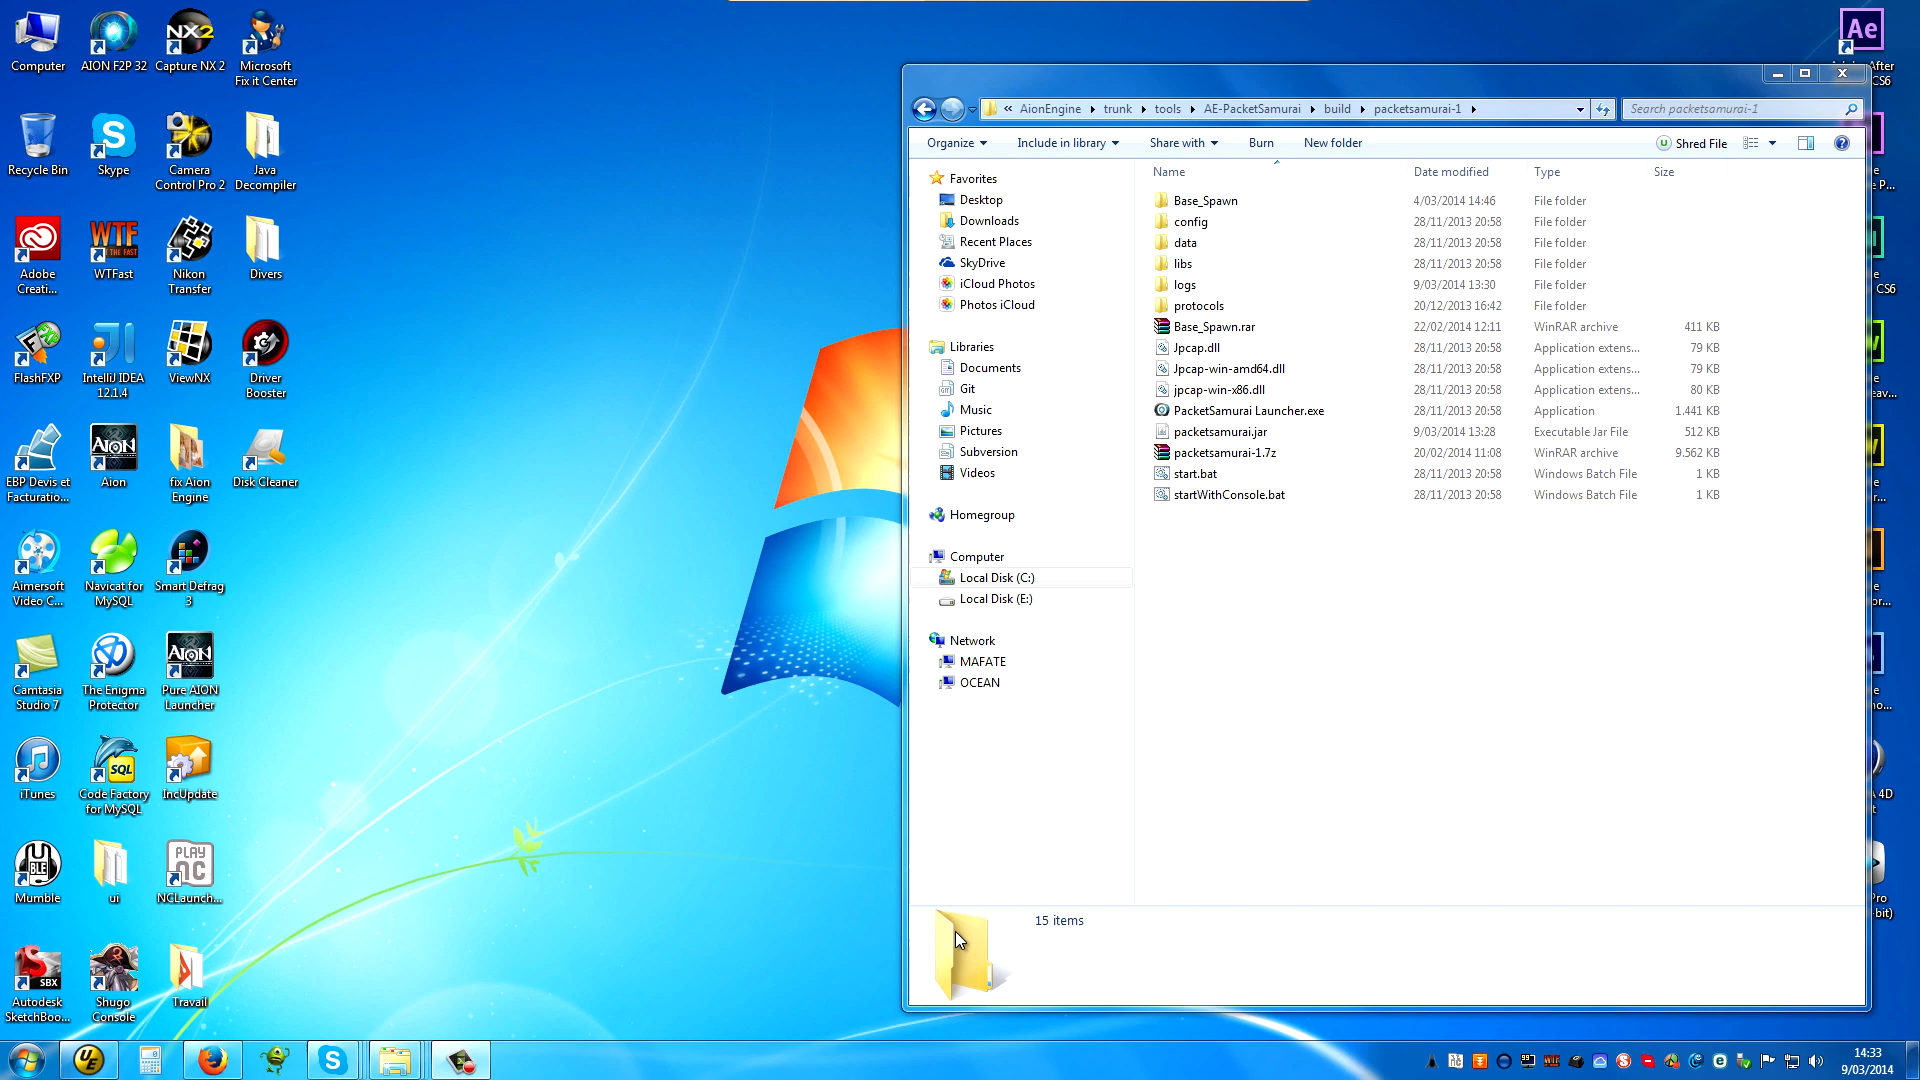 Computer
AION F2P 32
Capture NX 2
Microsoft
Fix it Center
Recycle Bin
Skype
Camera
Control Pro 2
Java
Decompiler
Adobe
Creati...
WTFast
Nikon
Transfer
Divers
FlashFXP
IntelliJ IDEA
12.1.4
ViewNX
Driver
Booster
EBP Devis et
Facturatio...
Aion
fix Aion
Engine
Disk Cleaner
Aimersoft
Video C...
Navicat for
MySQL
Smart Defrag
3
Camtasia
Studio 7
The Enigma
Protector
Pure AION
Launcher
iTunes
Code Factory
for MySQL
IncUpdate
Mumble
ui
NCLaunch...
Autodesk
SketchBoo...
Shugo
Console
Travail
« AionEngine trunk tools AE-PacketSamurai build packetsamurai-1
Search packetsamurai-1
Organize Include in library Share with Burn New folder Shred File
Favorites
Desktop
Downloads
Recent Places
SkyDrive
iCloud Photos
Photos iCloud
Libraries
Documents
Git
Music
Pictures
Subversion
Videos
Homegroup
Computer
Local Disk (C:)
Local Disk (E:)
Network
MAFATE
OCEAN
Name Date modified Type Size
Base_Spawn 4/03/2014 14:46 File folder
config 28/11/2013 20:58 File folder
data 28/11/2013 20:58 File folder
libs 28/11/2013 20:58 File folder
logs 9/03/2014 13:30 File folder
protocols 20/12/2013 16:42 File folder
Base_Spawn.rar 22/02/2014 12:11 WinRAR archive 411 KB
Jpcap.dll 28/11/2013 20:58 Application extens... 79 KB
Jpcap-win-amd64.dll 28/11/2013 20:58 Application extens... 79 KB
jpcap-win-x86.dll 28/11/2013 20:58 Application extens... 80 KB
PacketSamurai Launcher.exe 28/11/2013 20:58 Application 1.441 KB
packetsamurai.jar 9/03/2014 13:28 Executable Jar File 512 KB
packetsamurai-1.7z 20/02/2014 11:08 WinRAR archive 9.562 KB
start.bat 28/11/2013 20:58 Windows Batch File 1 KB
startWithConsole.bat 28/11/2013 20:58 Windows Batch File 1 KB
15 items
Ae
After
CS6
14:33
9/03/2014